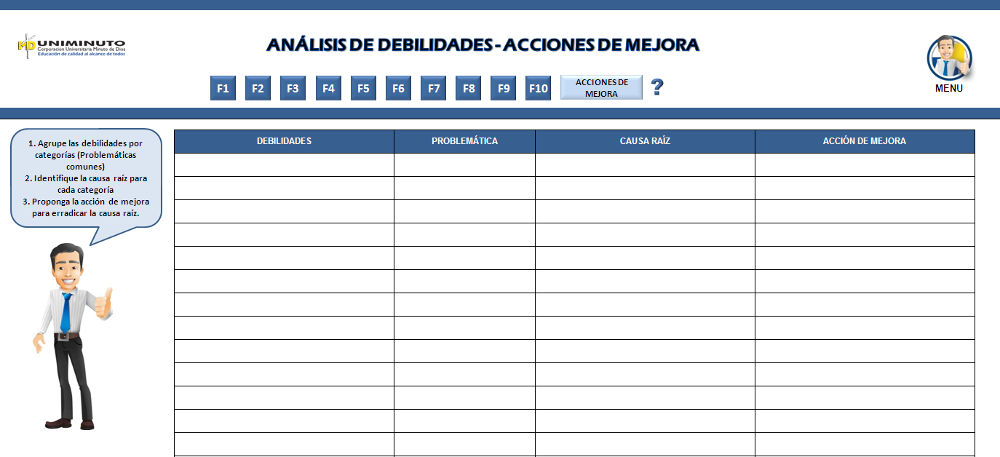 UNIMINUTO
Corporación Universitaria Minuto de Dios
Educación de calidad al alcance de todos
ANÁLISIS DE DEBILIDADES - ACCIONES DE MEJORA
F1 F2 F3 F4 F5 F6 F7 F8 F9 F10
ACCIONES DE
MEJORA
?
MENU
1. Agrupe las debilidades por
categorías (Problemáticas
comunes)
2. Identifique la causa raíz para
cada categoría
3. Proponga la acción de mejora
para erradicar la causa raíz.
DEBILIDADES PROBLEMÁTICA CAUSA RAÍZ ACCIÓN DE MEJORA